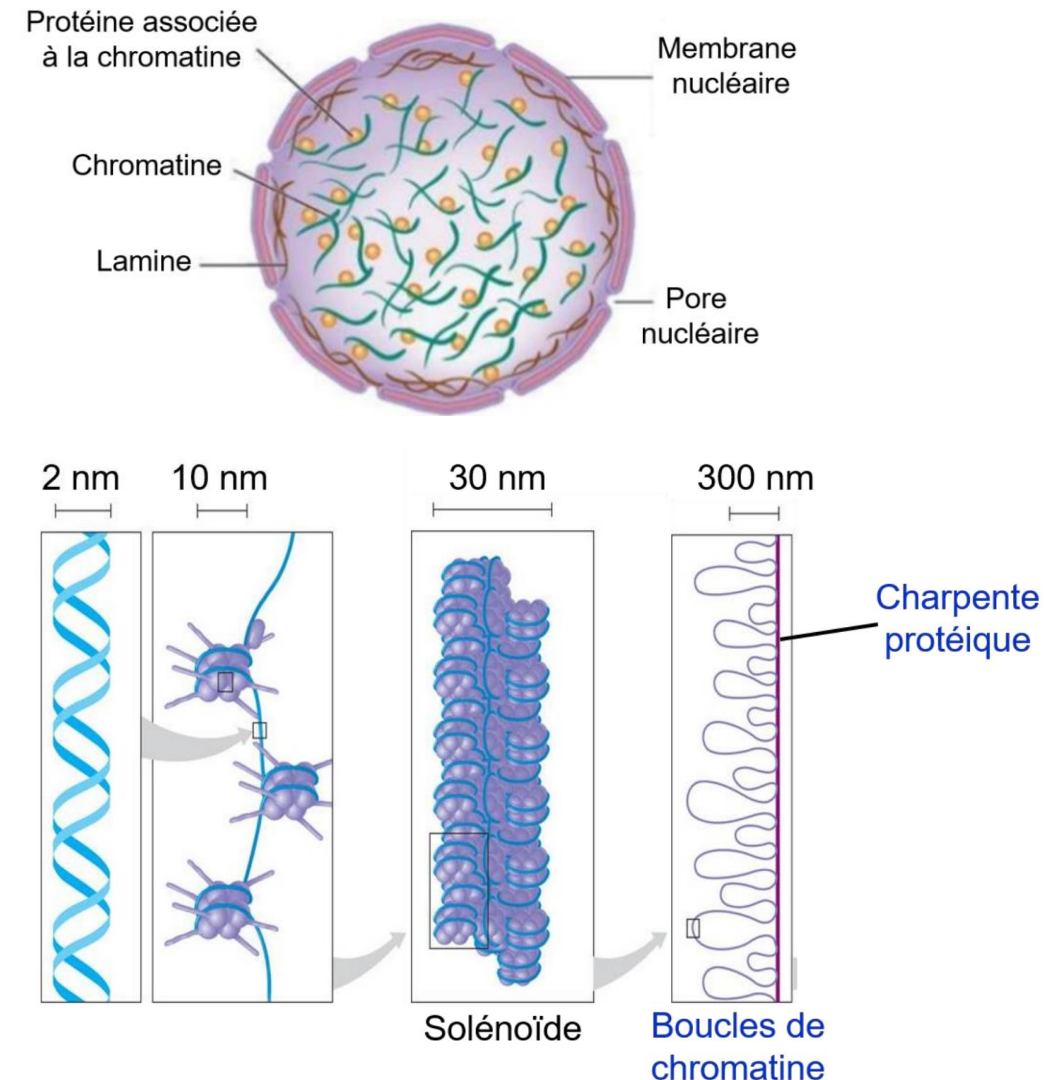 Protéine associée
à la chromatine
Membrane
nucléaire
Chromatine
Lamine
Pore
nucléaire
2 nm
10 nm
30 nm
300 nm
Charpente
protéique
Solénoïde
Boucles de
chromatine